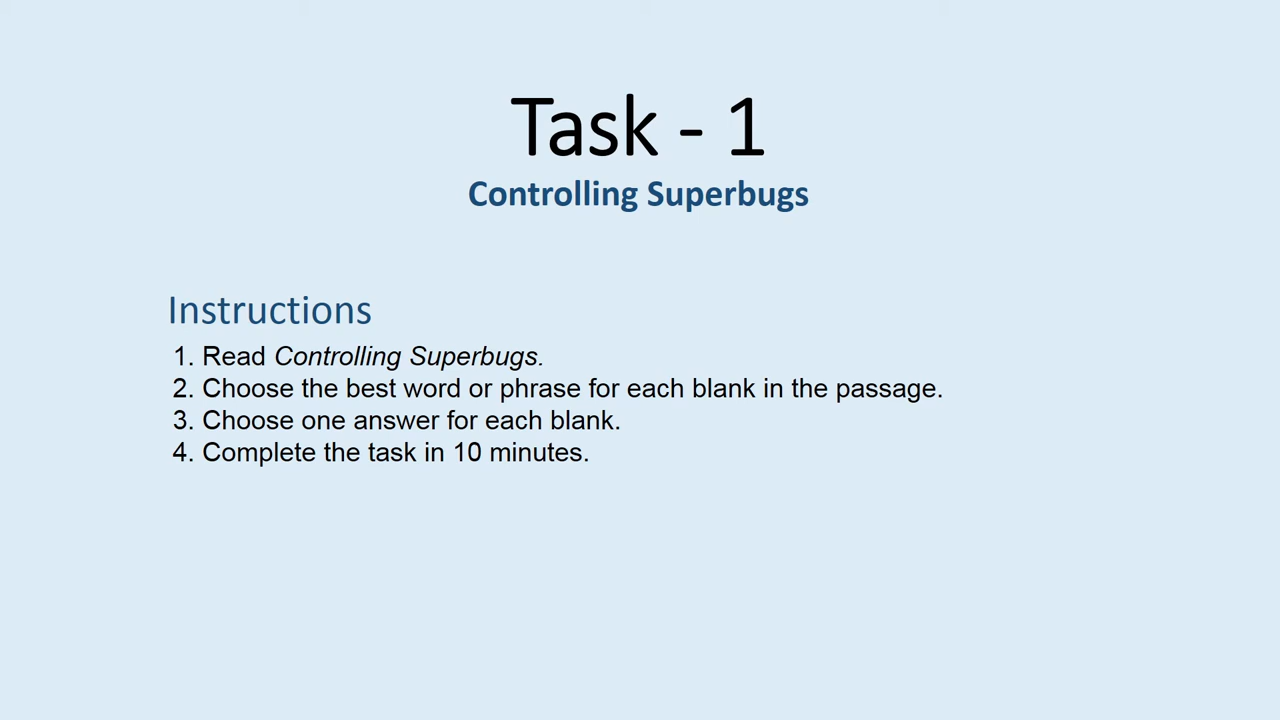 Task - 1
Controlling Superbugs
Instructions
1. Read Controlling Superbugs.
2. Choose the best word or phrase for each blank in the passage.
3. Choose one answer for each blank.
4. Complete the task in 10 minutes.